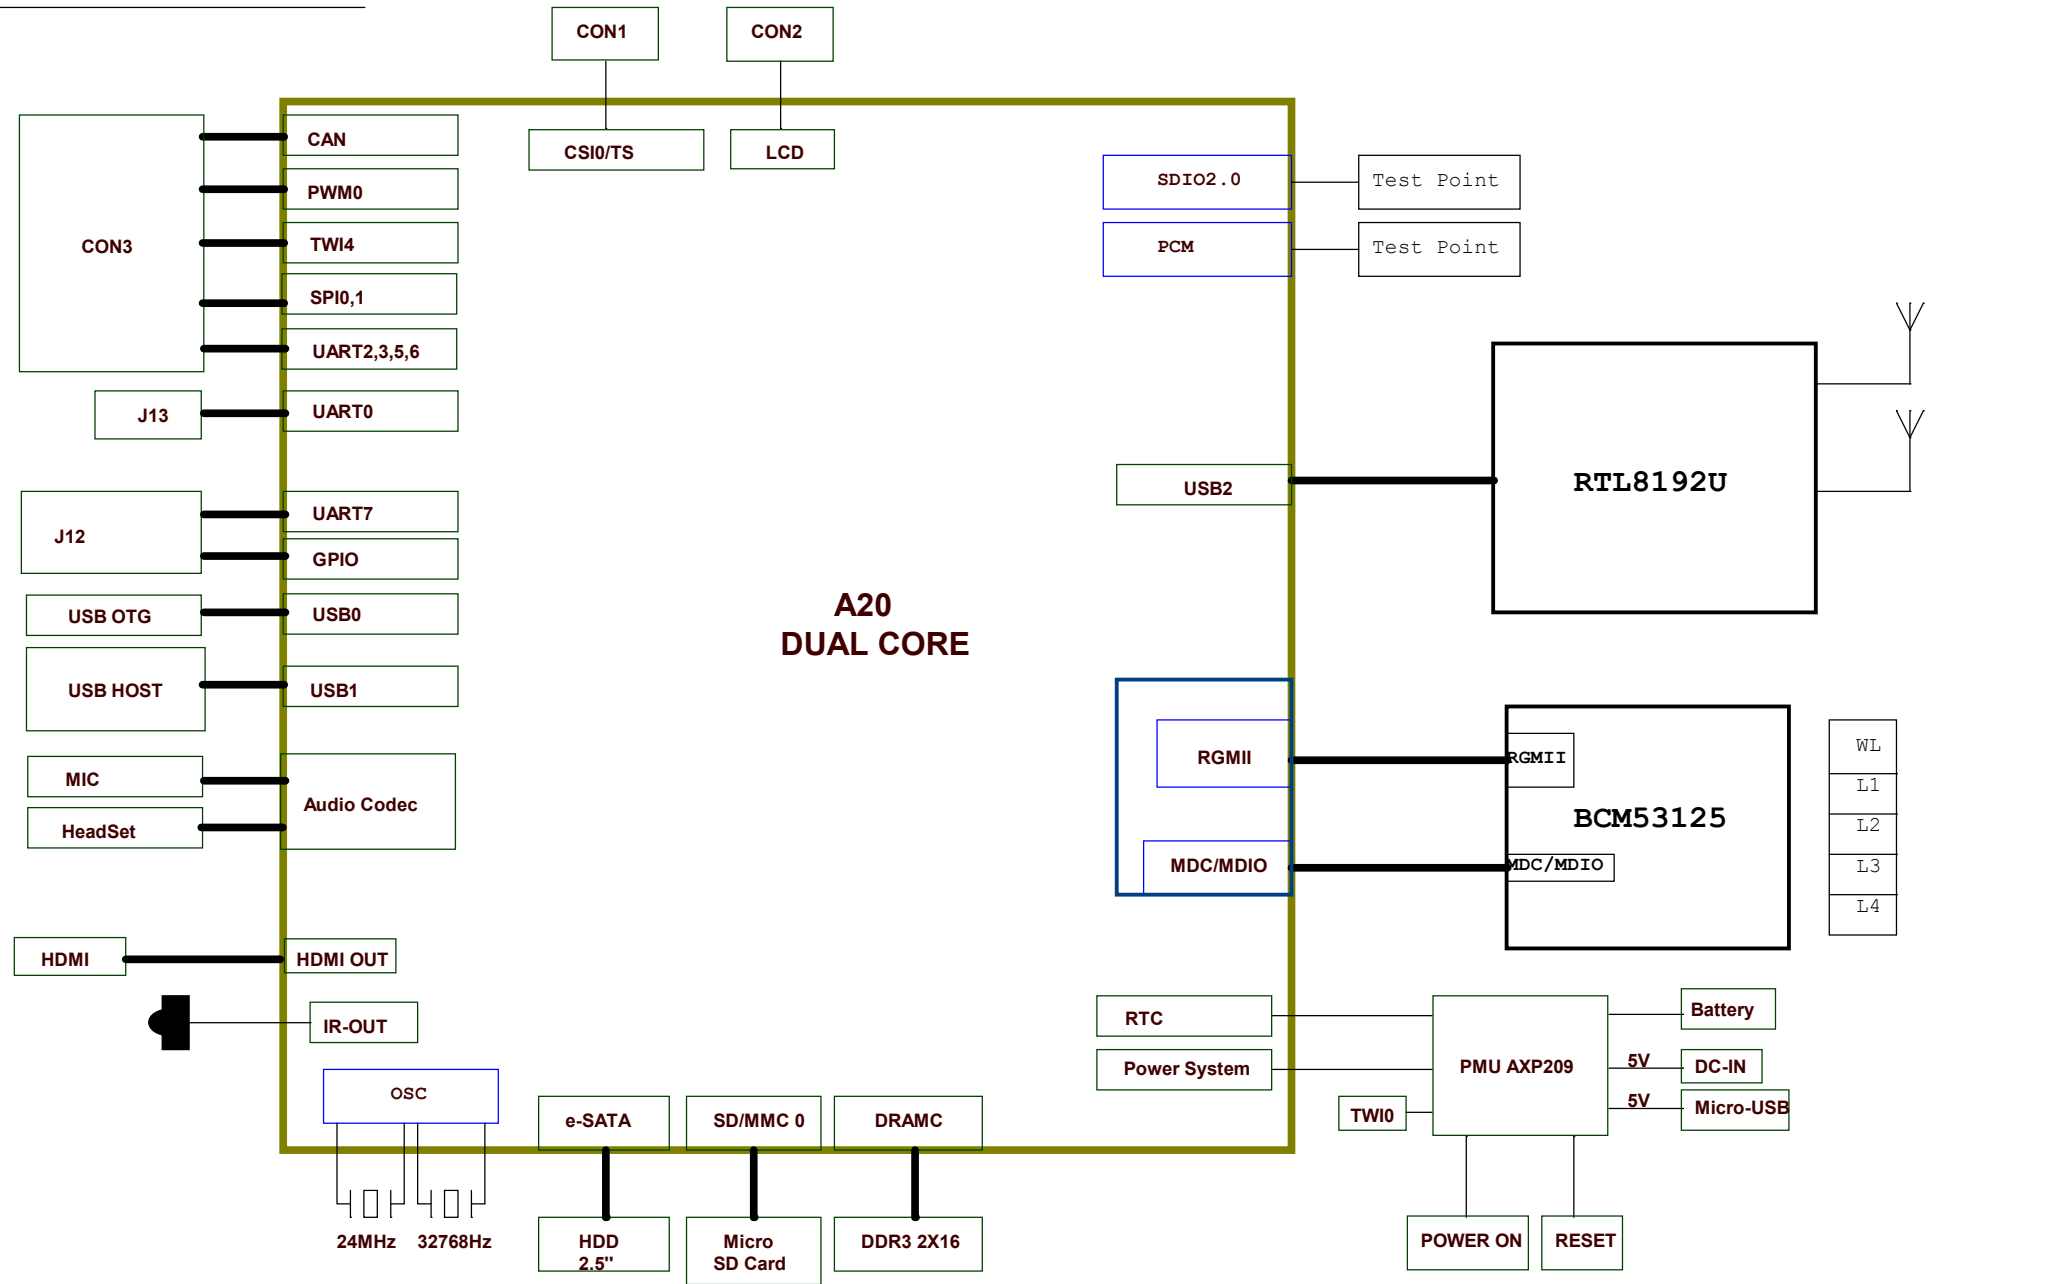 CON1
CON2
CAN
CSI0/TS
LCD
PWM0
SDIO2.0
Test Point
CON3
TWI4
PCM
Test Point
SPI0,1
UART2,3,5,6
J13
UART0
USB2
RTL8192U
UART7
J12
GPIO
USB OTG
USB0
A20
DUAL CORE
USB HOST
USB1
MIC
Audio Codec
HeadSet
RGMII
RGMII
BCM53125
MDC/MDIO
MDC/MDIO
WL
L1
L2
L3
L4
HDMI
HDMI OUT
IR-OUT
RTC
Power System
PMU AXP209
Battery
5V
DC-IN
5V
Micro-USB
TWI0
OSC
e-SATA
SD/MMC 0
DRAMC
24MHz
32768Hz
HDD
2.5"
Micro
SD Card
DDR3 2X16
POWER ON
RESET